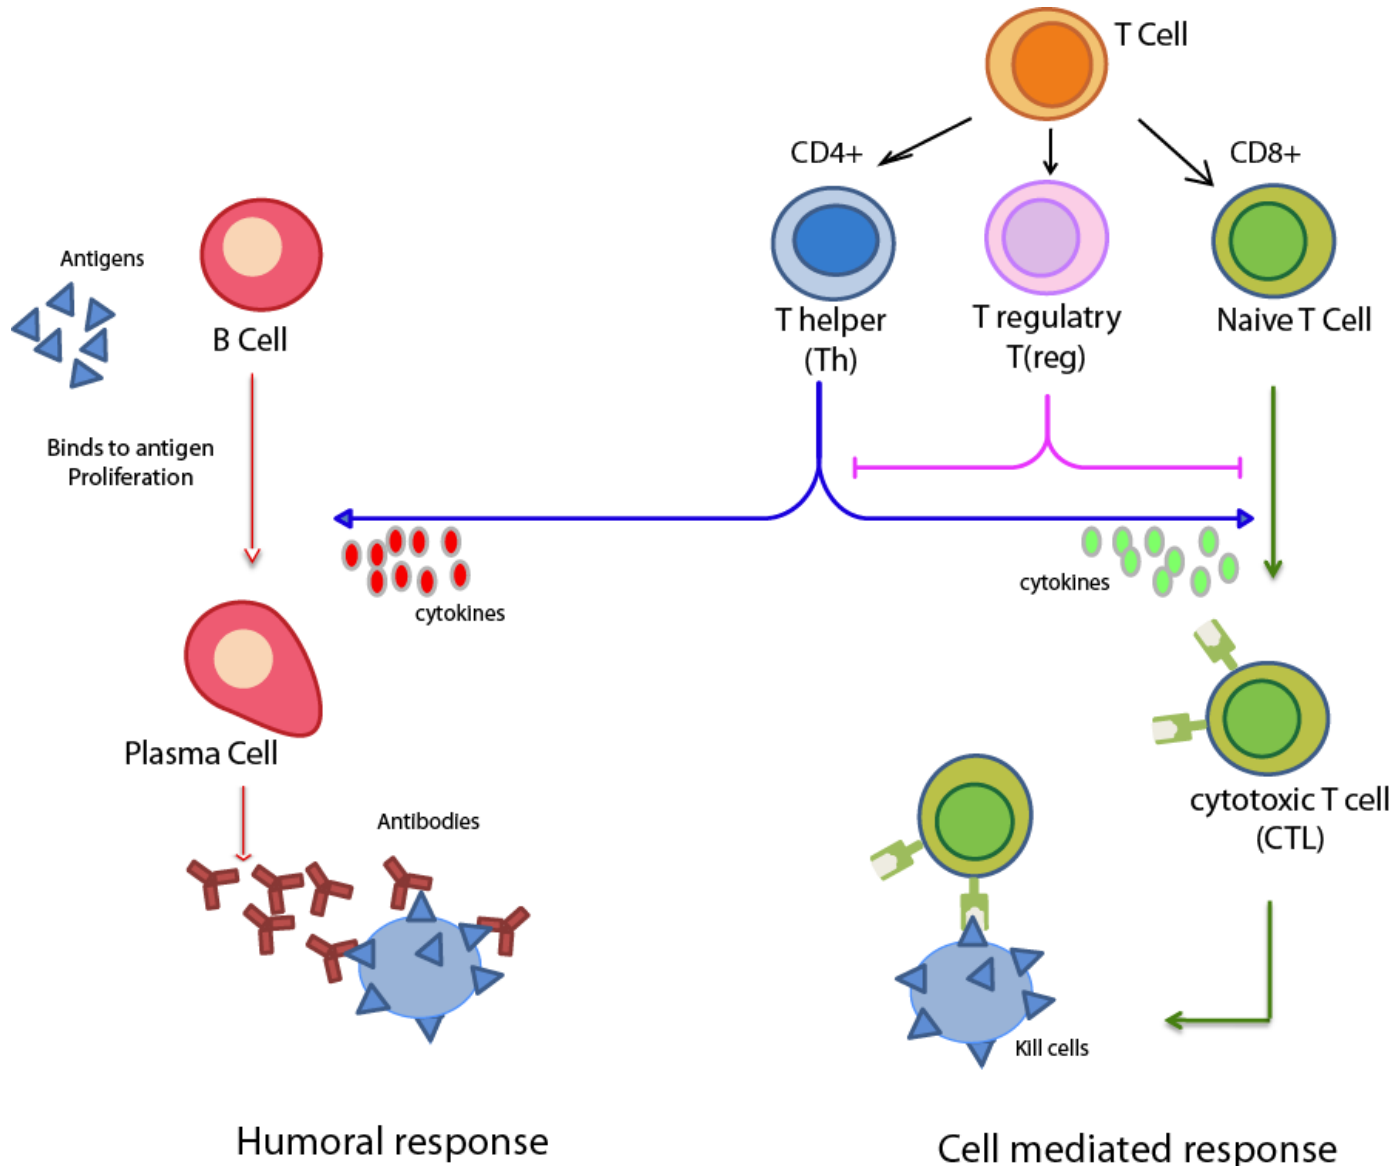 T Cell
CD4+
CD8+
Antigens
B Cell
T helper
(Th)
T regulatry
T(reg)
Naive T Cell
Binds to antigen
Proliferation
cytokines
cytokines
Plasma Cell
cytotoxic T cell
(CTL)
Antibodies
Kill cells
Humoral response
Cell mediated response